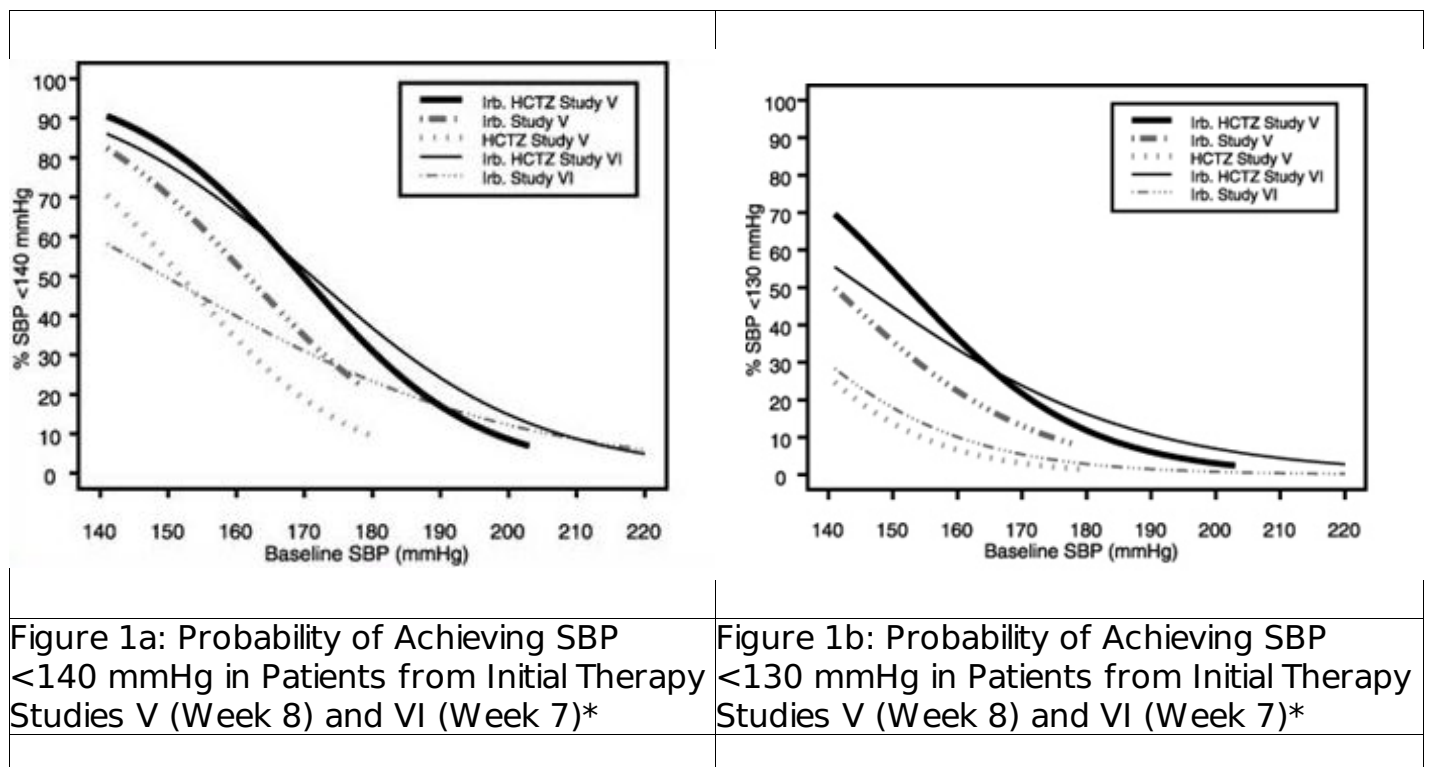 % SBP <140 mmHg
100
90
80
70
60
50
40
30
20
10
0
Irb. HCTZ Study V
Irb. Study V
HCTZ Study V
Irb. HCTZ Study VI
Irb. Study VI
140 150 160 170 180 190 200 210 220
Baseline SBP (mmHg)
Figure 1a: Probability of Achieving SBP
<140 mmHg in Patients from Initial Therapy
Studies V (Week 8) and VI (Week 7)*
% SBP <130 mmHg
100
90
80
70
60
50
40
30
20
10
0
Irb. HCTZ Study V
Irb. Study V
HCTZ Study V
Irb. HCTZ Study VI
Irb. Study VI
140 150 160 170 180 190 200 210 220
Baseline SBP (mmHg)
Figure 1b: Probability of Achieving SBP
<130 mmHg in Patients from Initial Therapy
Studies V (Week 8) and VI (Week 7)*